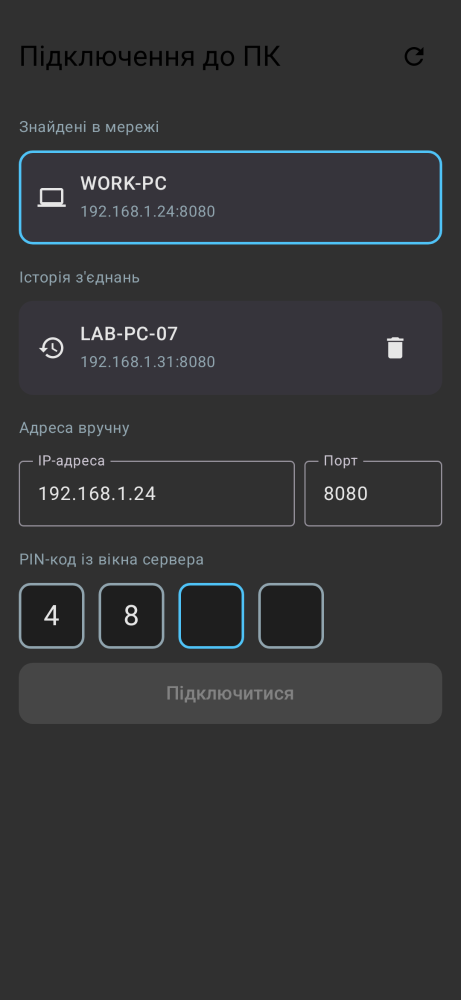 Підключення до ПК
Знайдені в мережі
WORK-PC
192.168.1.24:8080
Історія з'єднань
LAB-PC-07
192.168.1.31:8080
Адреса вручну
IP-адреса
Порт
192.168.1.24
8080
PIN-код із вікна сервера
4 8
Підключитися